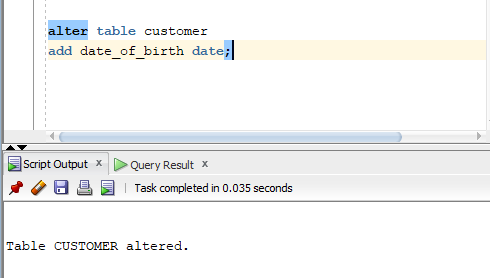 alter table customer
add date_of_birth date;
Script Output x
Query Result x
Task completed in 0.035 seconds
Table CUSTOMER altered.